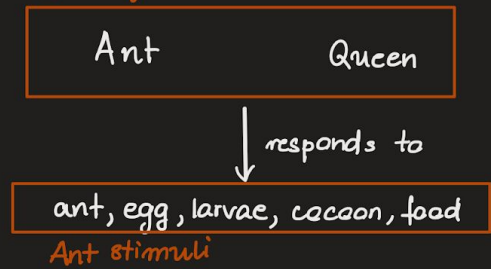 Ant Queen
responds to
ant, egg, larvae, cocoon, food
Ant stimuli